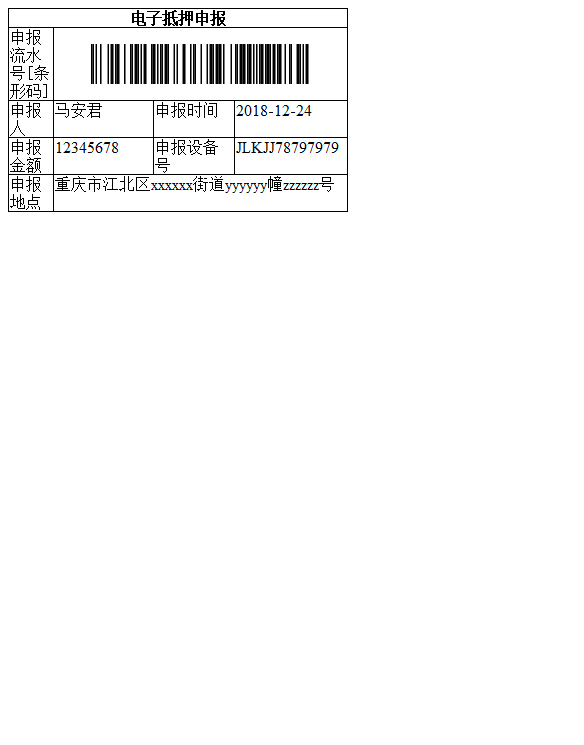 电子抵押申报
申报
流水
号[条
形码]
申报
人
马安君
申报时间
2018-12-24
申报
金额
12345678
申报设备
号
JLKJJ78797979
申报
地点
重庆市江北区xxxxxx街道yyyyyy幢zzzzzz号